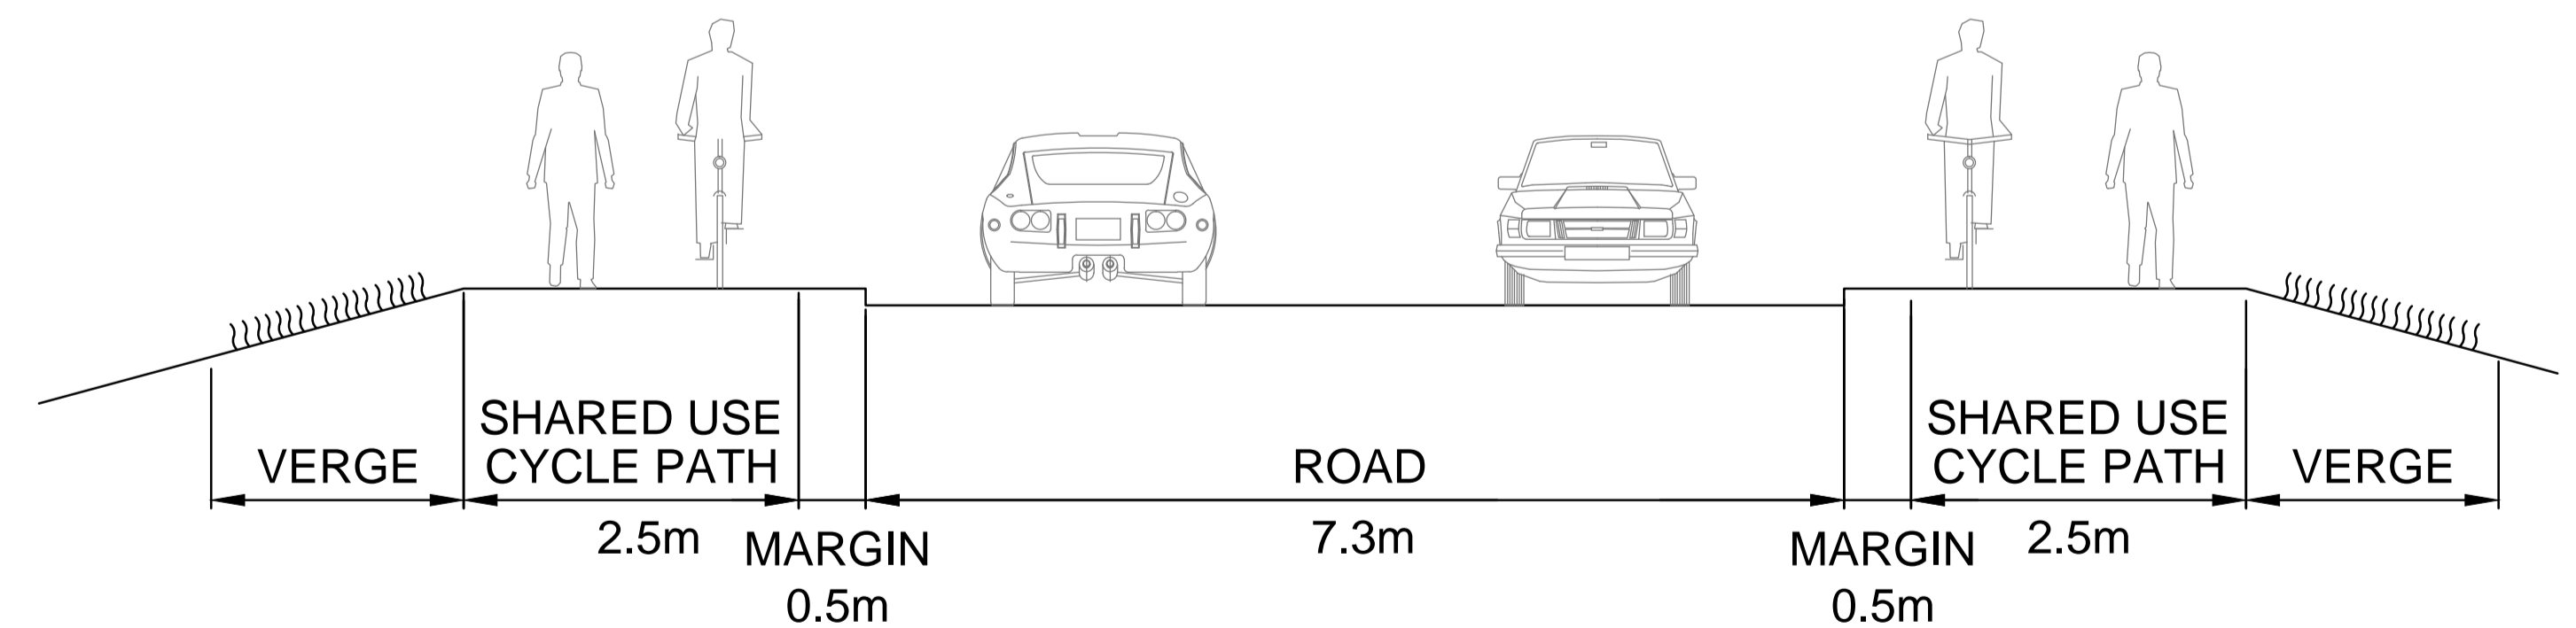 VERGE
SHARED USE
CYCLE PATH
2.5m
MARGIN
0.5m
ROAD
7.3m
MARGIN
0.5m
SHARED USE
CYCLE PATH
2.5m
VERGE